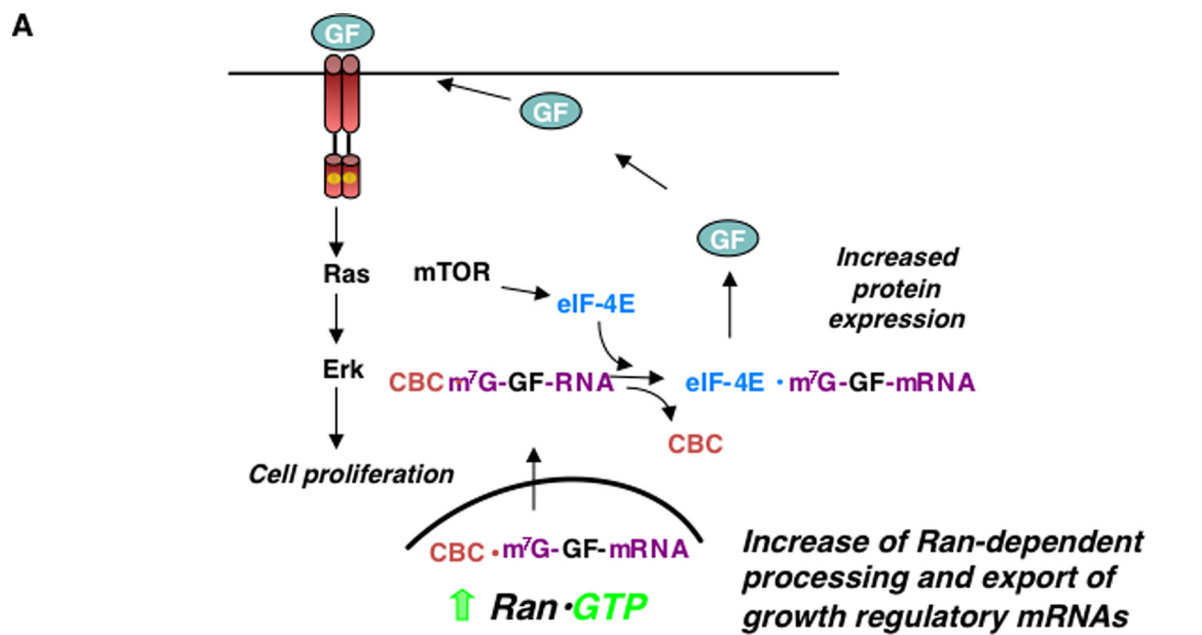 A
GF
GF
GF
Ras
mTOR
eIF-4E
Increased
protein
expression
Erk
CBC·m⁷G-GF-RNA
eIF-4E · m⁷G-GF-mRNA
CBC
Cell proliferation
CBC·m⁷G-GF-mRNA
Ran·GTP
Increase of Ran-dependent
processing and export of
growth regulatory mRNAs